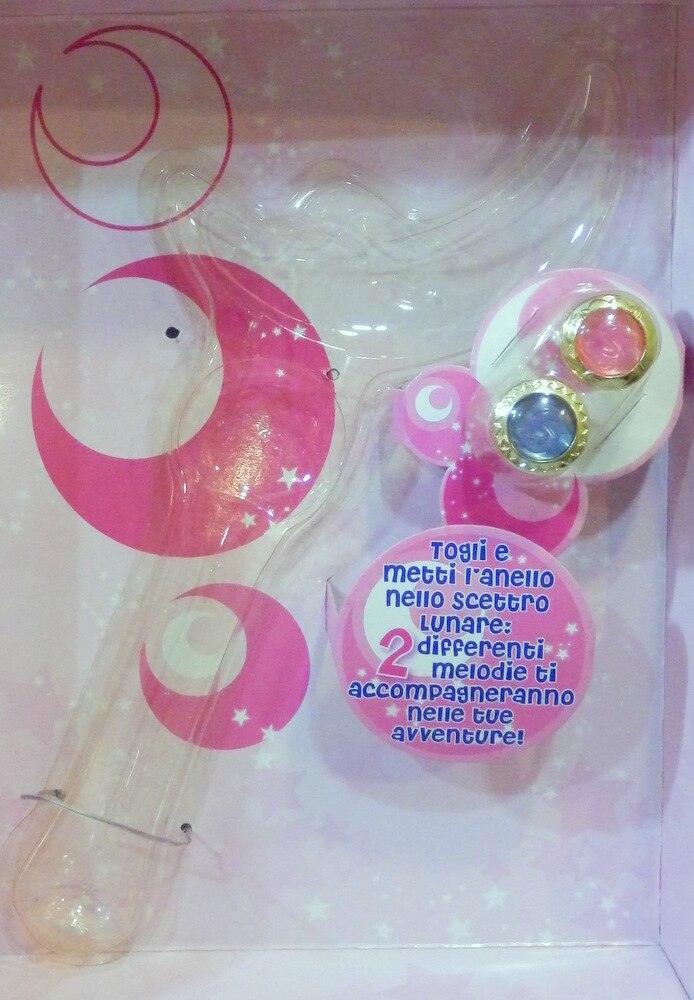 Togli e
metti l'anello
nello scettro
lunare:
2 differenti
melodie ti
accompagneranno
nelle tue
avventure!